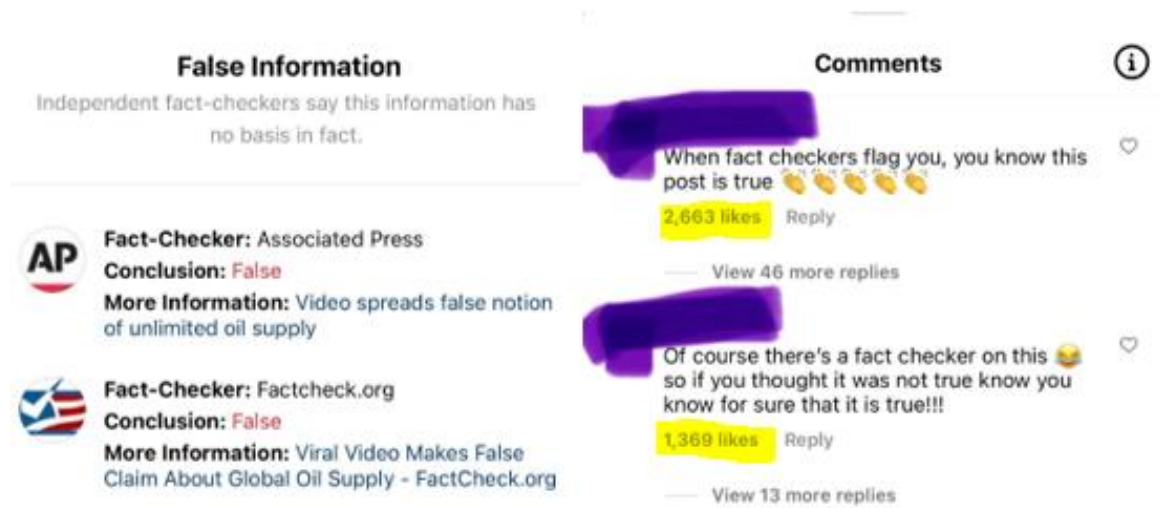 False Information
Independent fact-checkers say this information has
no basis in fact.
AP
Fact-Checker: Associated Press
Conclusion: False
More Information: Video spreads false notion
of unlimited oil supply
Fact-Checker: Factcheck.org
Conclusion: False
More Information: Viral Video Makes False
Claim About Global Oil Supply - FactCheck.org
Comments
i
When fact checkers flag you, you know this
post is true 👏👏👏👏👏
2,663 likes Reply
View 46 more replies
Of course there's a fact checker on this 😂
so if you thought it was not true know you
know for sure that it is true!!!
1,369 likes Reply
View 13 more replies